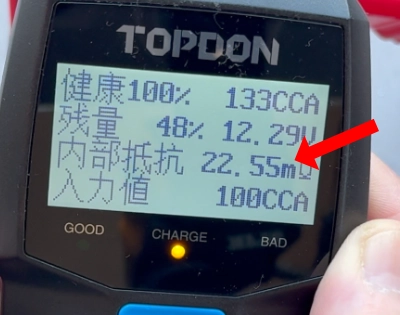 TOPDON
健康100% 133CCA
残量 48% 12.29V
内部抵抗 22.55mΩ
入力値 100CCA
GOOD CHARGE BAD